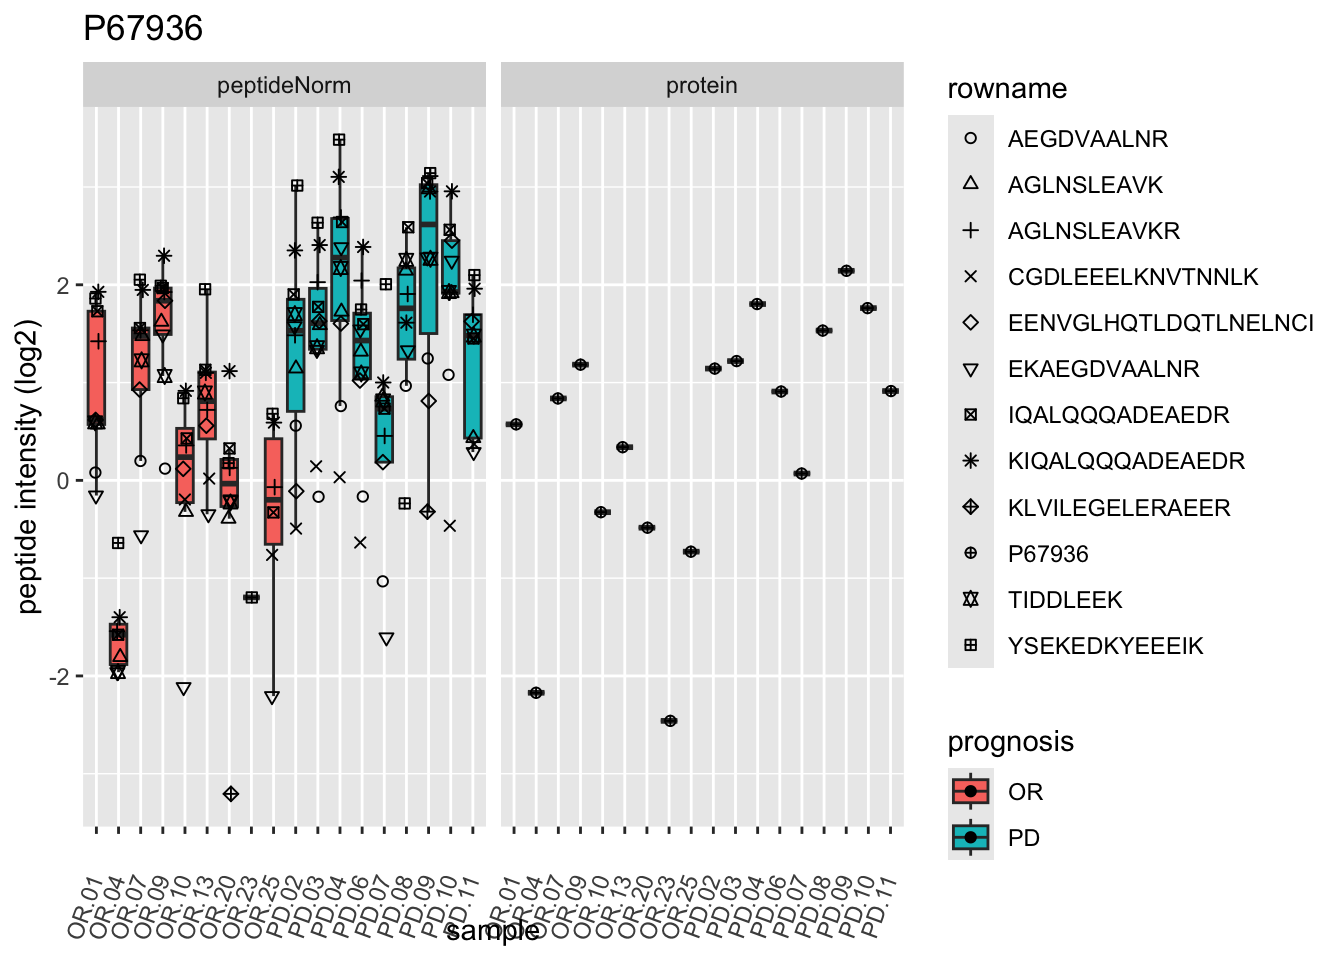 P67936
peptideNorm
protein
peptide intensity (log2)
2
0
-2
OR.01
OR.04
OR.07
OR.09
OR.10
OR.13
OR.20
OR.23
OR.25
PD.02
PD.03
PD.04
PD.06
PD.07
PD.08
PD.09
PD.10
PD.11
OR.01
OR.04
OR.07
OR.09
OR.10
OR.13
OR.20
OR.23
OR.25
PD.02
PD.03
PD.04
PD.06
PD.07
PD.08
PD.09
PD.10
PD.11
sample
rowname
AEGDVAALNR
AGLNSLEAVK
AGLNSLEAVKR
CGDLEEELKNVTNNLK
EENVGLHQTLDQTLNELNCI
EKAEGDVAALNR
IQALQQQADEAEDR
KIQALQQQADEAEDR
KLVILEGELERAEER
P67936
TIDDLEEK
YSEKEDKYEEEIK
prognosis
OR
PD